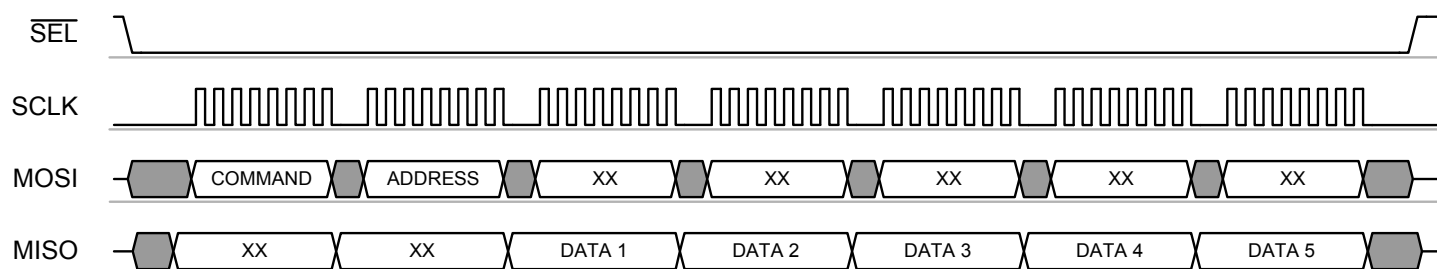 SEL
SCLK
MOSI COMMAND ADDRESS XX XX XX XX XX
MISO XX XX DATA 1 DATA 2 DATA 3 DATA 4 DATA 5